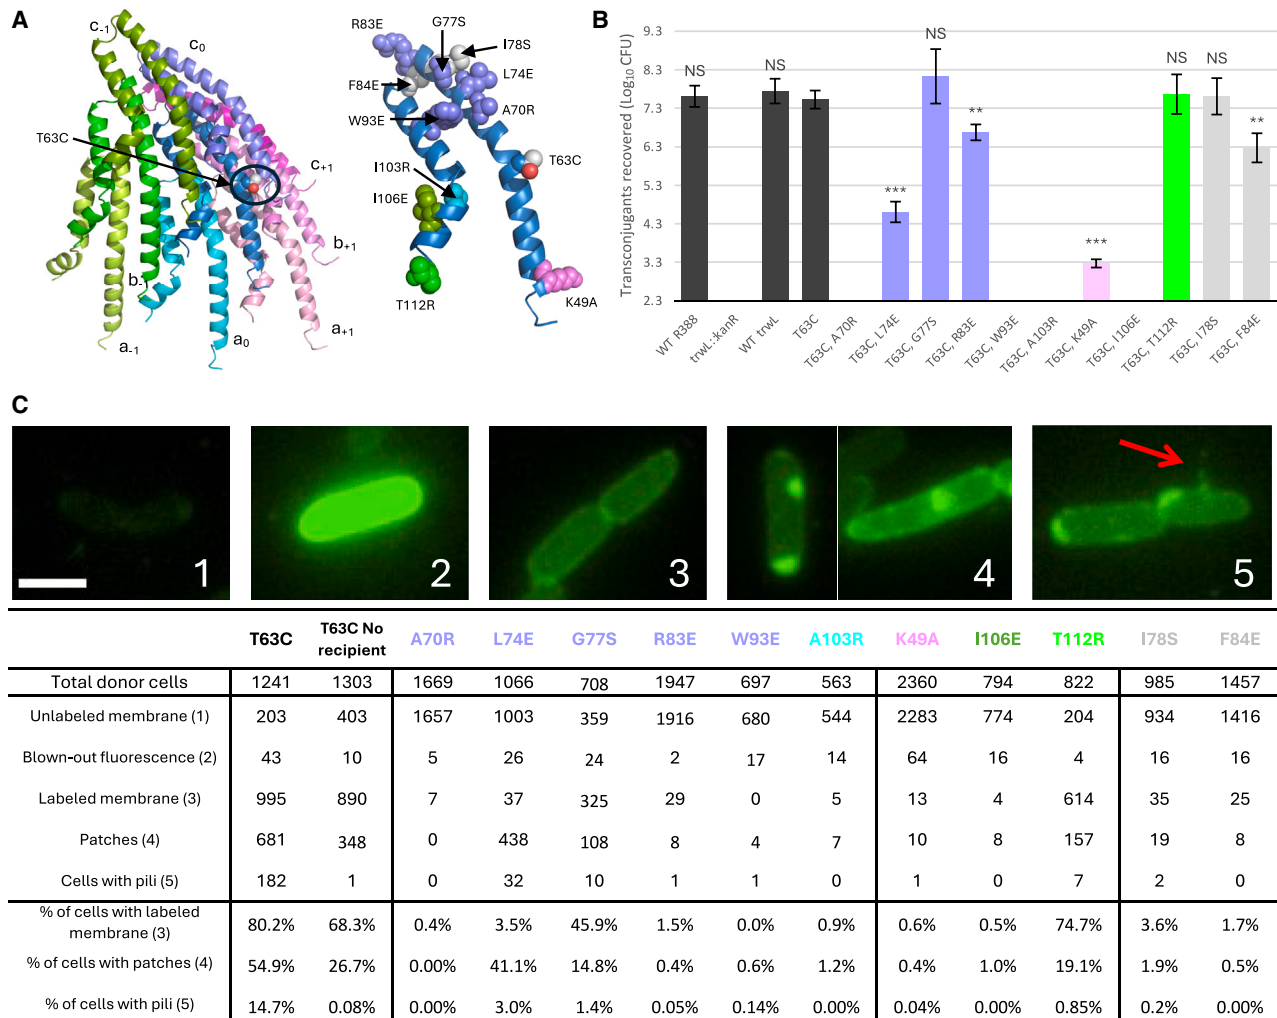 A
c-1
c0
T63C
c+1
b+1
b-
a-1
a0
a+1
R83E
G77S
I78S
F84E
L74E
A70R
W93E
T63C
I103R
I106E
T112R
K49A
B
Transconjugants recovered (Log10 CFU)
9.3
8.3
7.3
6.3
5.3
4.3
3.3
2.3
NS
NS
***
NS
**
***
NS
NS
**
WT R388
trwL::kanR
WT trwL
T63C
T63C, A70R
T63C, L74E
T63C, G77S
T63C, R83E
T63C, W93E
T63C, A103R
T63C, K49A
T63C, I106E
T63C, T112R
T63C, I78S
T63C, F84E
C
1
2
3
4
5
T63C T63C No recipient A70R L74E G77S R83E W93E A103R K49A I106E T112R I78S F84E
Total donor cells 1241 1303 1669 1066 708 1947 697 563 2360 794 822 985 1457
Unlabeled membrane (1) 203 403 1657 1003 359 1916 680 544 2283 774 204 934 1416
Blown-out fluorescence (2) 43 10 5 26 24 2 17 14 64 16 4 16 16
Labeled membrane (3) 995 890 7 37 325 29 0 5 13 4 614 35 25
Patches (4) 681 348 0 438 108 8 4 7 10 8 157 19 8
Cells with pili (5) 182 1 0 32 10 1 1 0 1 0 7 2 0
% of cells with labeled membrane (3) 80.2% 68.3% 0.4% 3.5% 45.9% 1.5% 0.0% 0.9% 0.6% 0.5% 74.7% 3.6% 1.7%
% of cells with patches (4) 54.9% 26.7% 0.00% 41.1% 14.8% 0.4% 0.6% 1.2% 0.4% 1.0% 19.1% 1.9% 0.5%
% of cells with pili (5) 14.7% 0.08% 0.00% 3.0% 1.4% 0.05% 0.14% 0.00% 0.04% 0.00% 0.85% 0.2% 0.00%